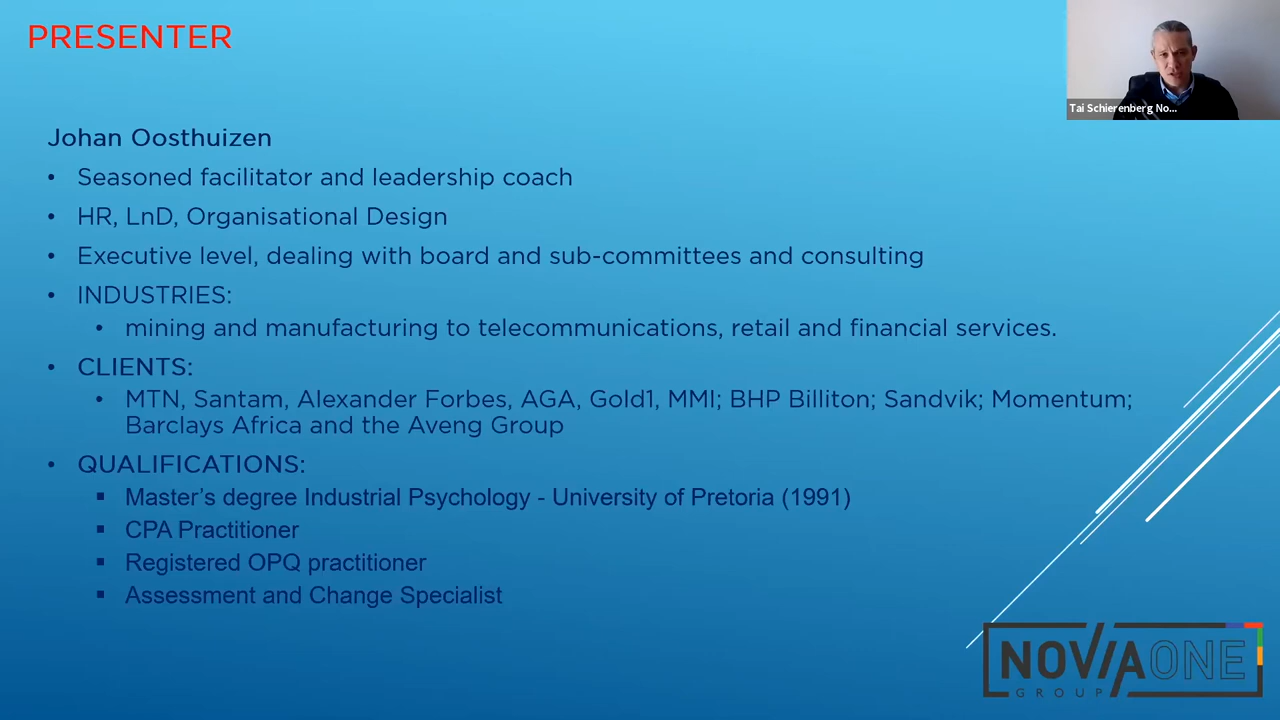 PRESENTER
Tai Schierenberg No...
Johan Oosthuizen
• Seasoned facilitator and leadership coach
• HR, LnD, Organisational Design
• Executive level, dealing with board and sub-committees and consulting
• INDUSTRIES:
• mining and manufacturing to telecommunications, retail and financial services.
• CLIENTS:
• MTN, Santam, Alexander Forbes, AGA, Gold1, MMI; BHP Billiton; Sandvik; Momentum;
Barclays Africa and the Aveng Group
• QUALIFICATIONS:
▪ Master’s degree Industrial Psychology - University of Pretoria (1991)
▪ CPA Practitioner
▪ Registered OPQ practitioner
▪ Assessment and Change Specialist
NOVIAONE
GROUP